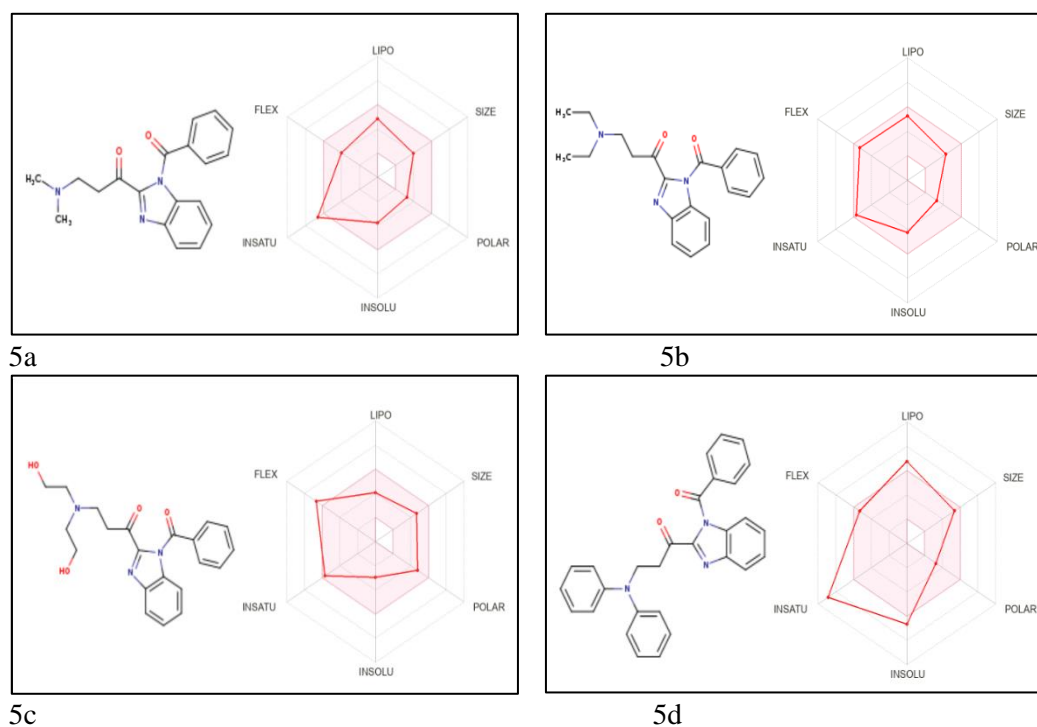 LIPO
FLEX
SIZE
O
O
N
H₃C
N
CH₃
N
INSATU
POLAR
INSOLU
5a
LIPO
FLEX
SIZE
H₃C
N
O
O
H₃C
N
N
INSATU
POLAR
INSOLU
5b
LIPO
FLEX
SIZE
HO
N
O
O
N
HO
N
INSATU
POLAR
INSOLU
5c
LIPO
FLEX
SIZE
O
O
N
N
N
INSATU
POLAR
INSOLU
5d